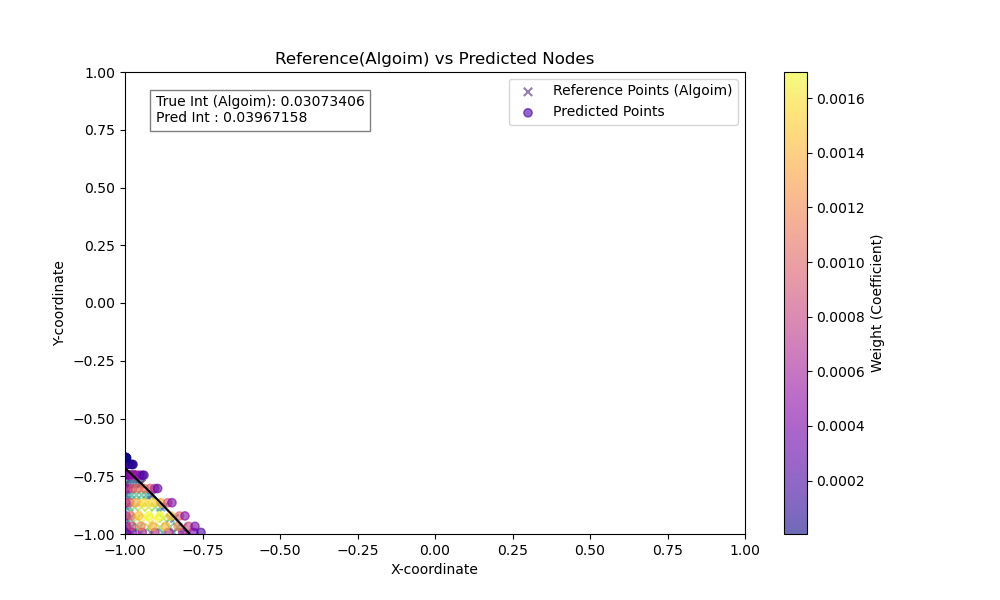 Reference(Algoim) vs Predicted Nodes
True Int (Algoim): 0.03073406
Pred Int : 0.03967158
Reference Points (Algoim)
Predicted Points
Y-coordinate
1.00
0.75
0.50
0.25
0.00
−0.25
−0.50
−0.75
−1.00
−1.00 −0.75 −0.50 −0.25 0.00 0.25 0.50 0.75 1.00
X-coordinate
0.0016
0.0014
0.0012
0.0010
0.0008
0.0006
0.0004
0.0002
Weight (Coefficient)